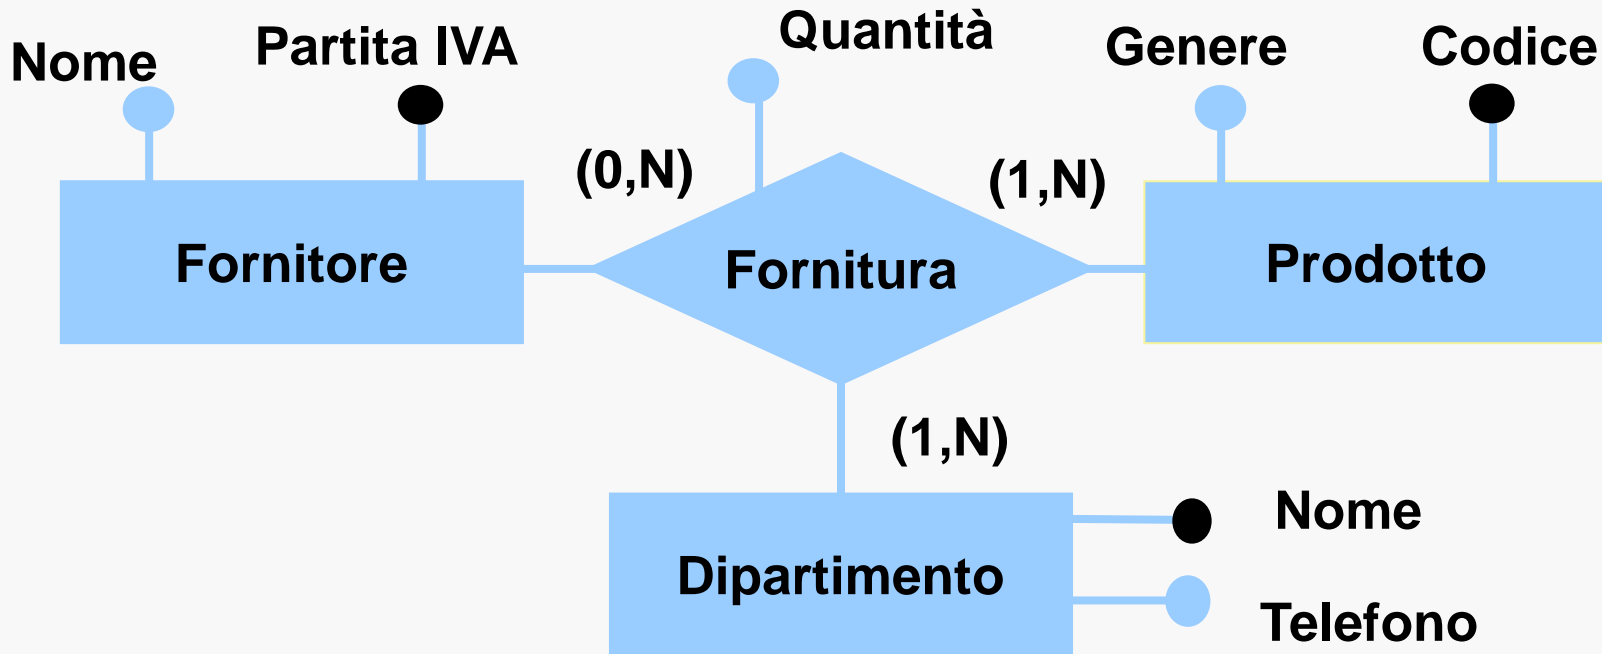 Nome
Partita IVA
Quantità
Genere
Codice
(0,N)
(1,N)
Fornitore
Fornitura
Prodotto
(1,N)
Dipartimento
Nome
Telefono